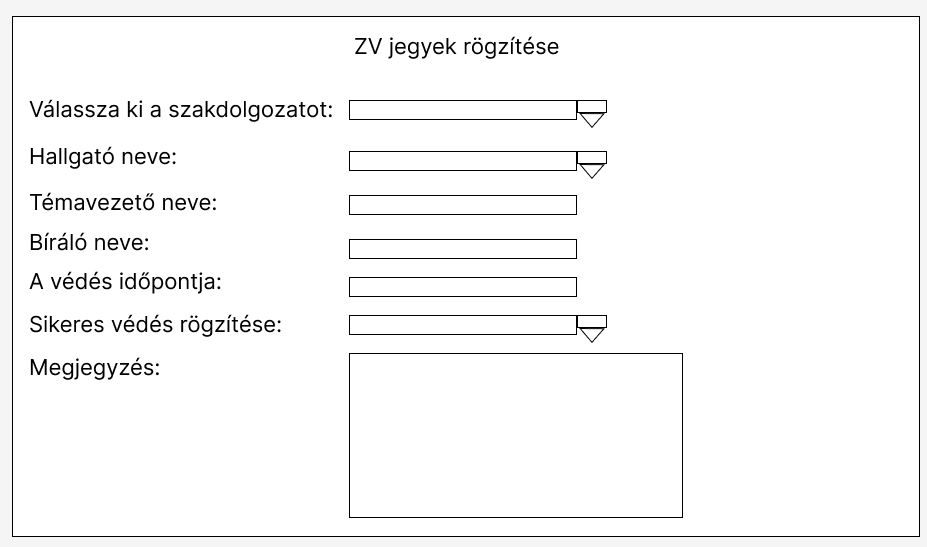 ZV jegyek rögzítése
Válassza ki a szakdolgozatot:
Hallgató neve:
Témavezető neve:
Bíráló neve:
A védés időpontja:
Sikeres védés rögzítése:
Megjegyzés: